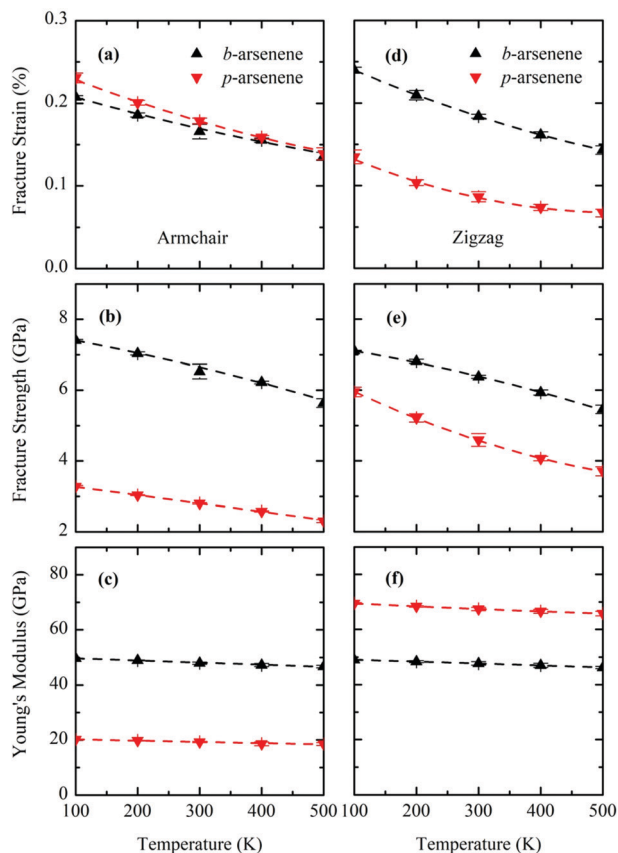 0.3
(a)
b-arsenene
p-arsenene
(d)
b-arsenene
p-arsenene
Fracture Strain (%)
0.2
0.1
0.0
Armchair
Zigzag
(b)
(e)
Fracture Strength (GPa)
8
6
4
2
80
(c)
(f)
Young's Modulus (GPa)
60
40
20
0
100 200 300 400 500
100 200 300 400 500
Temperature (K)
Temperature (K)